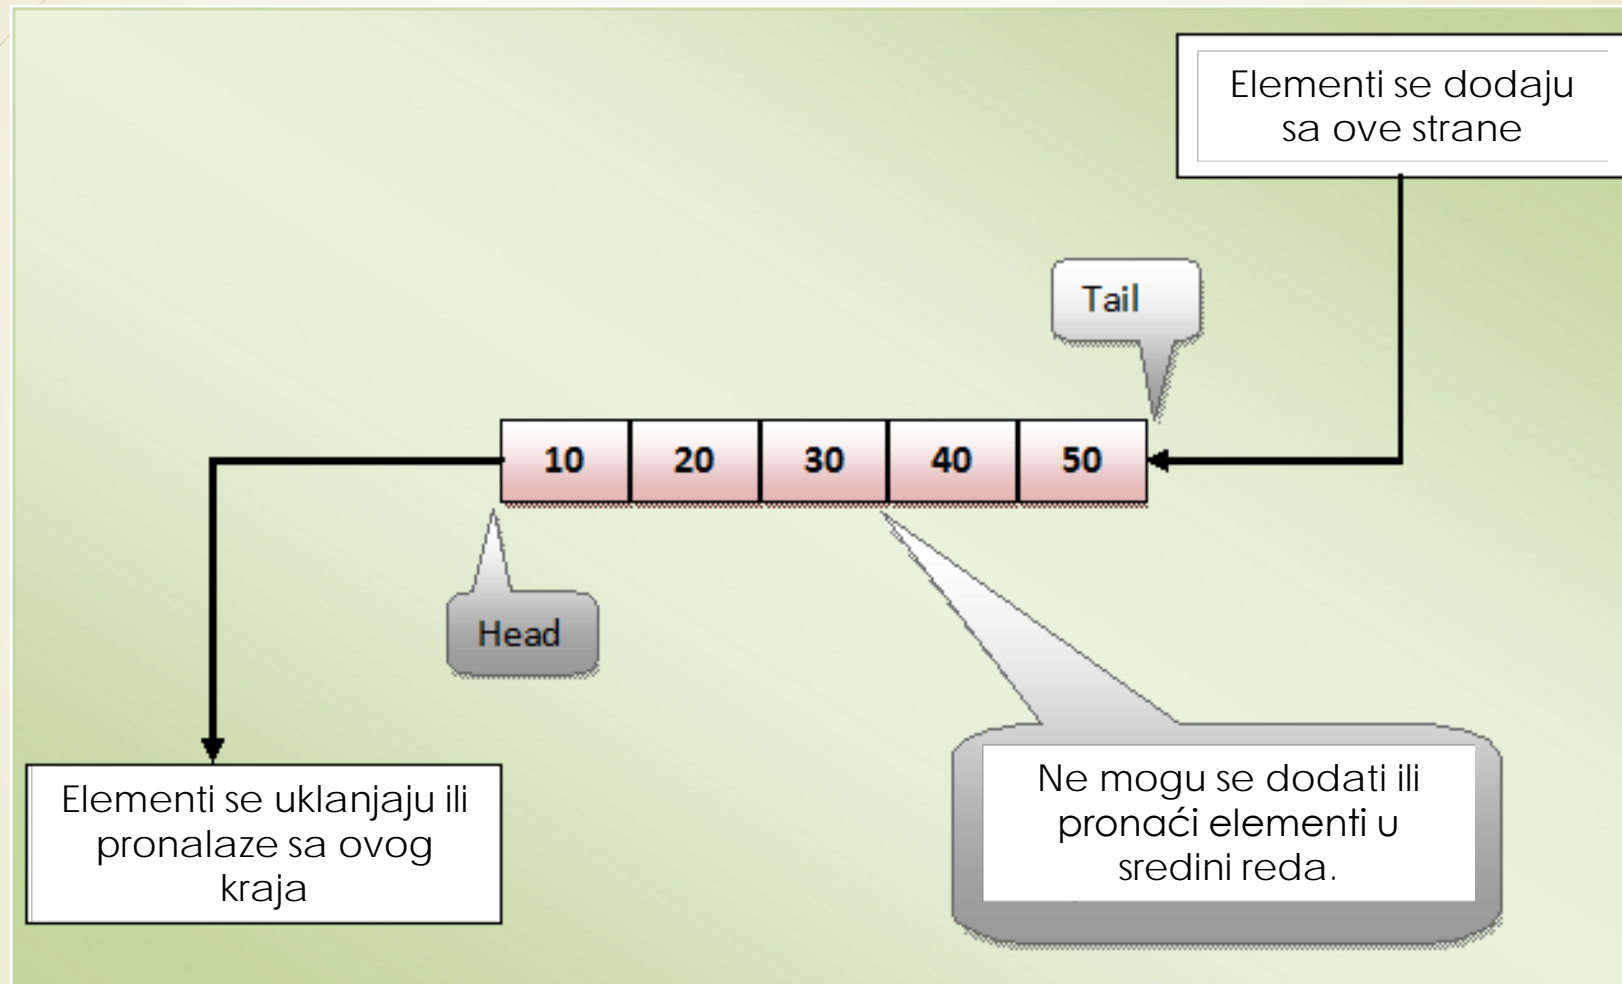 Elementi se dodaju
sa ove strane
Tail
10 20 30 40 50
Head
Elementi se uklanjaju ili
pronalaze sa ovog
kraja
Ne mogu se dodati ili
pronaći elementi u
sredini reda.